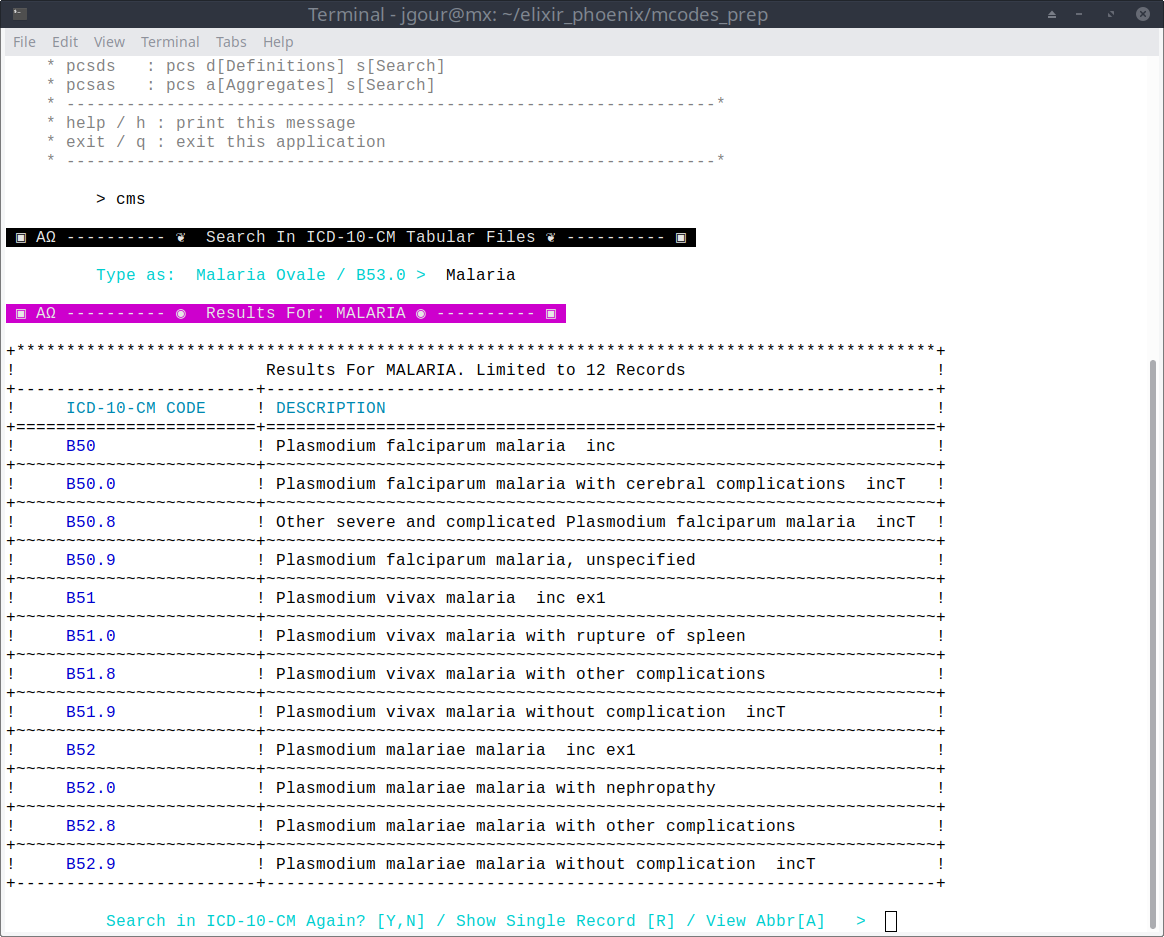 Terminal - jgour@mx: ~/elixir_phoenix/mcodes_prep
File Edit View Terminal Tabs Help
* pcsds   : pcs d[Definitions] s[Search]
* pcsas   : pcs a[Aggregates] s[Search]
* -----------------------------------------------------------------*
* help / h : print this message
* exit / q : exit this application
* -----------------------------------------------------------------*
> cms
▣ ΑΩ ---------- ❦  Search In ICD-10-CM Tabular Files ❦ ---------- ▣
Type as:  Malaria Ovale / B53.0 >  Malaria
▣ ΑΩ ---------- ◉  Results For: MALARIA ◉ ---------- ▣
+********************************************************************************************+
!                         Results For MALARIA. Limited to 12 Records                         !
+------------------------+-------------------------------------------------------------------+
!     ICD-10-CM CODE     ! DESCRIPTION                                                       !
+========================+===================================================================+
!     B50                ! Plasmodium falciparum malaria  inc                                !
+~~~~~~~~~~~~~~~~~~~~~~~~+~~~~~~~~~~~~~~~~~~~~~~~~~~~~~~~~~~~~~~~~~~~~~~~~~~~~~~~~~~~~~~~~~~~+
!     B50.0              ! Plasmodium falciparum malaria with cerebral complications  incT   !
+~~~~~~~~~~~~~~~~~~~~~~~~+~~~~~~~~~~~~~~~~~~~~~~~~~~~~~~~~~~~~~~~~~~~~~~~~~~~~~~~~~~~~~~~~~~~+
!     B50.8              ! Other severe and complicated Plasmodium falciparum malaria  incT  !
+~~~~~~~~~~~~~~~~~~~~~~~~+~~~~~~~~~~~~~~~~~~~~~~~~~~~~~~~~~~~~~~~~~~~~~~~~~~~~~~~~~~~~~~~~~~~+
!     B50.9              ! Plasmodium falciparum malaria, unspecified                        !
+~~~~~~~~~~~~~~~~~~~~~~~~+~~~~~~~~~~~~~~~~~~~~~~~~~~~~~~~~~~~~~~~~~~~~~~~~~~~~~~~~~~~~~~~~~~~+
!     B51                ! Plasmodium vivax malaria  inc ex1                                 !
+~~~~~~~~~~~~~~~~~~~~~~~~+~~~~~~~~~~~~~~~~~~~~~~~~~~~~~~~~~~~~~~~~~~~~~~~~~~~~~~~~~~~~~~~~~~~+
!     B51.0              ! Plasmodium vivax malaria with rupture of spleen                   !
+~~~~~~~~~~~~~~~~~~~~~~~~+~~~~~~~~~~~~~~~~~~~~~~~~~~~~~~~~~~~~~~~~~~~~~~~~~~~~~~~~~~~~~~~~~~~+
!     B51.8              ! Plasmodium vivax malaria with other complications                 !
+~~~~~~~~~~~~~~~~~~~~~~~~+~~~~~~~~~~~~~~~~~~~~~~~~~~~~~~~~~~~~~~~~~~~~~~~~~~~~~~~~~~~~~~~~~~~+
!     B51.9              ! Plasmodium vivax malaria without complication  incT               !
+~~~~~~~~~~~~~~~~~~~~~~~~+~~~~~~~~~~~~~~~~~~~~~~~~~~~~~~~~~~~~~~~~~~~~~~~~~~~~~~~~~~~~~~~~~~~+
!     B52                ! Plasmodium malariae malaria  inc ex1                              !
+~~~~~~~~~~~~~~~~~~~~~~~~+~~~~~~~~~~~~~~~~~~~~~~~~~~~~~~~~~~~~~~~~~~~~~~~~~~~~~~~~~~~~~~~~~~~+
!     B52.0              ! Plasmodium malariae malaria with nephropathy                      !
+~~~~~~~~~~~~~~~~~~~~~~~~+~~~~~~~~~~~~~~~~~~~~~~~~~~~~~~~~~~~~~~~~~~~~~~~~~~~~~~~~~~~~~~~~~~~+
!     B52.8              ! Plasmodium malariae malaria with other complications              !
+~~~~~~~~~~~~~~~~~~~~~~~~+~~~~~~~~~~~~~~~~~~~~~~~~~~~~~~~~~~~~~~~~~~~~~~~~~~~~~~~~~~~~~~~~~~~+
!     B52.9              ! Plasmodium malariae malaria without complication  incT            !
+------------------------+-------------------------------------------------------------------+
Search in ICD-10-CM Again? [Y,N] / Show Single Record [R] / View Abbr[A]   >